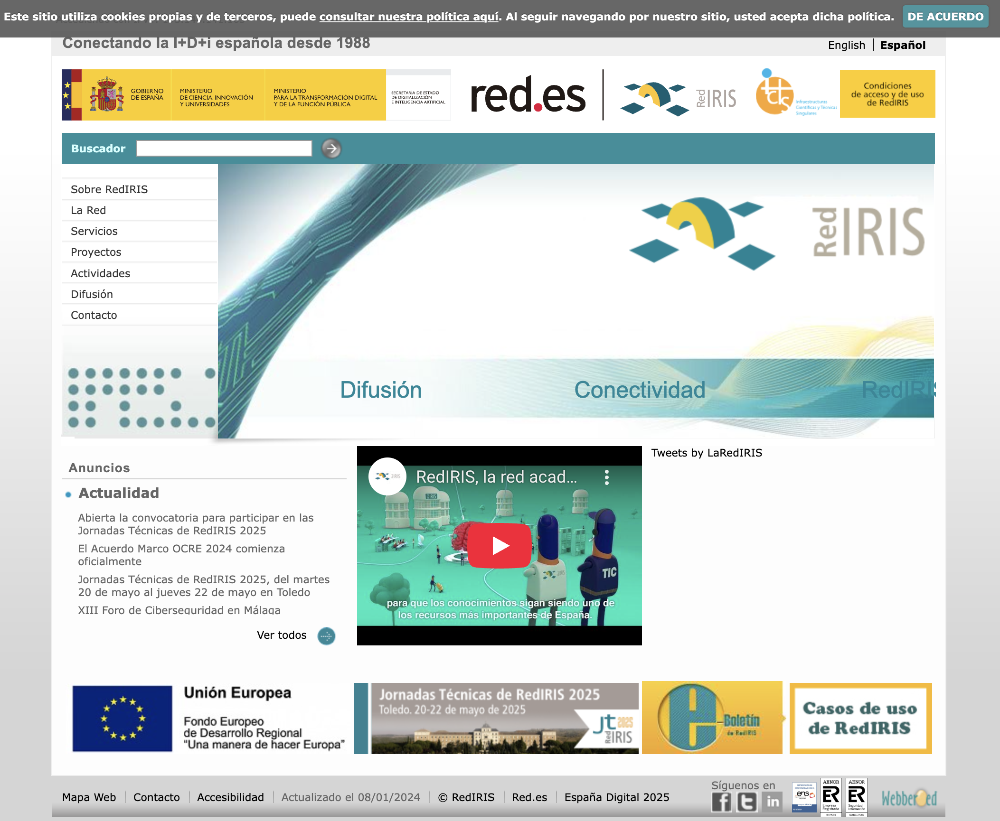 Este sitio utiliza cookies propias y de terceros, puede consultar nuestra política aquí. Al seguir navegando por nuestro sitio, usted acepta dicha política. DE ACUERDO
Conectando la I+D+i española desde 1988
English | Español
GOBIERNO
DE ESPAÑA
MINISTERIO
DE CIENCIA, INNOVACIÓN
Y UNIVERSIDADES
MINISTERIO
PARA LA TRANSFORMACIÓN DIGITAL
Y DE LA FUNCIÓN PÚBLICA
SECRETARÍA DE ESTADO
DE DIGITALIZACIÓN
E INTELIGENCIA ARTIFICIAL
red.es
Red IRIS
ICTS
Infraestructuras
Científicas y Técnicas
Singulares
Condiciones
de acceso y de uso
de RedIRIS
Buscador
Sobre RedIRIS
La Red
Servicios
Proyectos
Actividades
Difusión
Contacto
Red IRIS
Difusión
Conectividad
RedIRIS
Anuncios
Actualidad
Abierta la convocatoria para participar en las
Jornadas Técnicas de RedIRIS 2025
El Acuerdo Marco OCRE 2024 comienza
oficialmente
Jornadas Técnicas de RedIRIS 2025, del martes
20 de mayo al jueves 22 de mayo en Toledo
XIII Foro de Ciberseguridad en Málaga
Ver todos
RedIRIS, la red acad...
IRIS
TIC
para que los conocimientos sigan siendo uno de
los recursos más importantes de España.
Tweets by LaRedIRIS
Unión Europea
Fondo Europeo
de Desarrollo Regional
"Una manera de hacer Europa"
Jornadas Técnicas de RedIRIS 2025
Toledo. 20-22 de mayo de 2025
jt 2025
Red IRIS
e-Boletín
de RedIRIS
Casos de uso
de RedIRIS
Mapa Web | Contacto | Accesibilidad | Actualizado el 08/01/2024 | © RedIRIS | Red.es | España Digital 2025
Síguenos en
ens
AENOR
ER
Empresa
Registrada
ISO 9001
AENOR
ER
Seguridad
Información
ISO/IEC 27001
Webbered